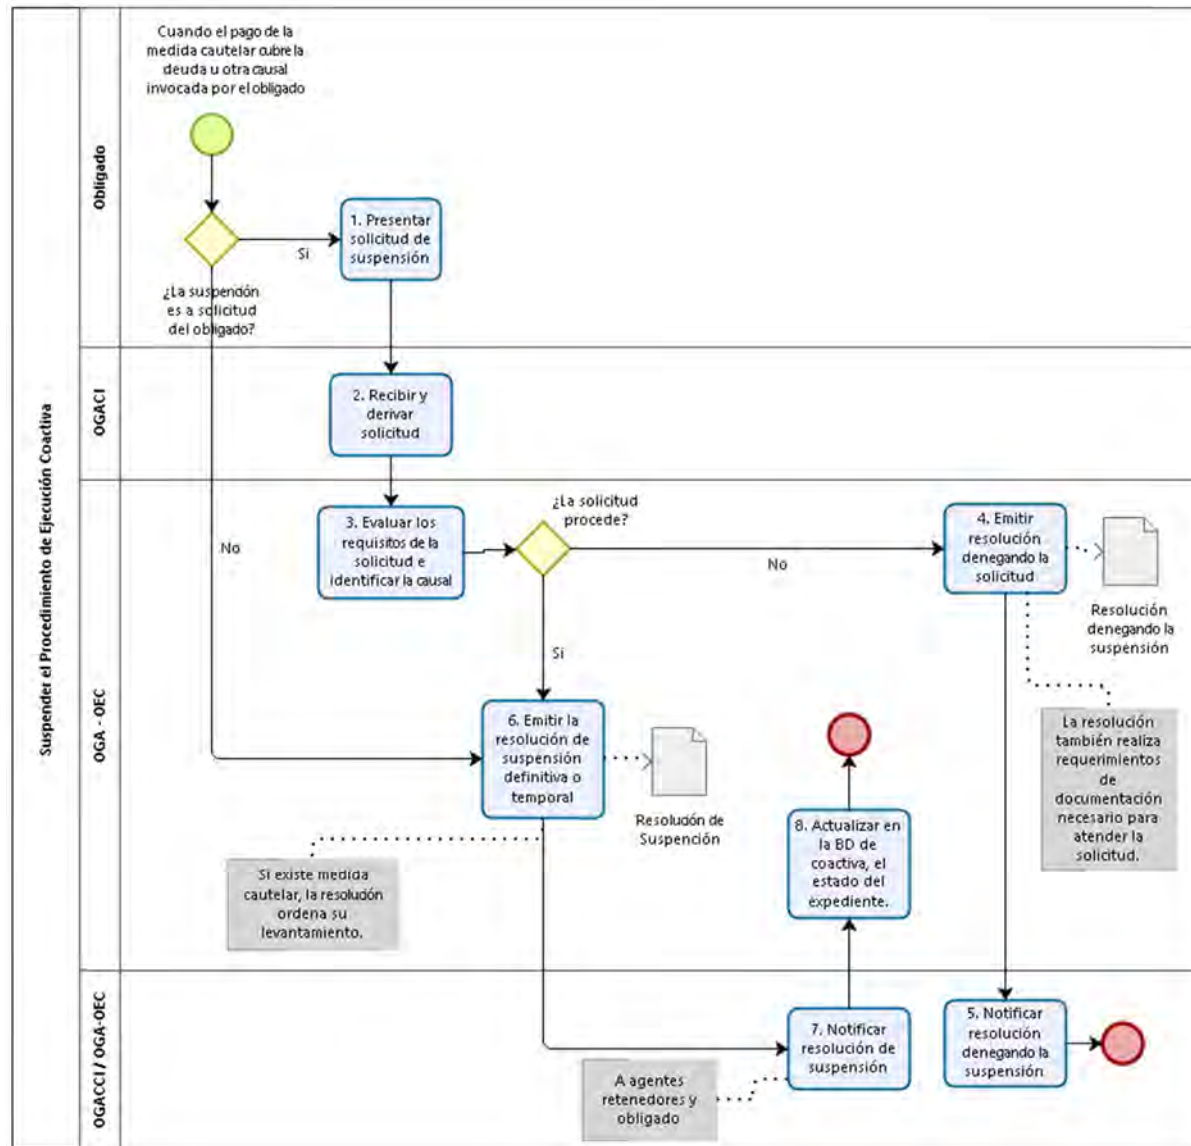 Suspender el Procedimiento de Ejecución Coactiva
Obligado
Cuando el pago de la
medida cautelar cubre la
deuda u otra causal
invocada por el obligado
¿La suspención
es a solicitud
del obligado?
Si
1. Presentar
solicitud de
suspensión
OGACI
2. Recibir y
derivar
solicitud
OGA - OEC
No
3. Evaluar los
requisitos de la
solicitud e
identificar la causal
¿La solicitud
procede?
No
Si
4. Emitir
resolución
denegando la
solicitud
Resolución
denegando la
suspensión
La resolución
también realiza
requerimientos
de
documentación
necesario para
atender la
solicitud.
6. Emitir la
resolución de
suspensión
definitiva o
temporal
Resolución de
Suspención
Si existe medida
cautelar, la resolución
ordena su
levantamiento.
8. Actualizar en
la BD de
coactiva, el
estado del
expediente.
OGACCI / OGA-OEC
7. Notificar
resolución de
suspensión
A agentes
retenedores y
obligado
5. Notificar
resolución
denegando la
suspensión